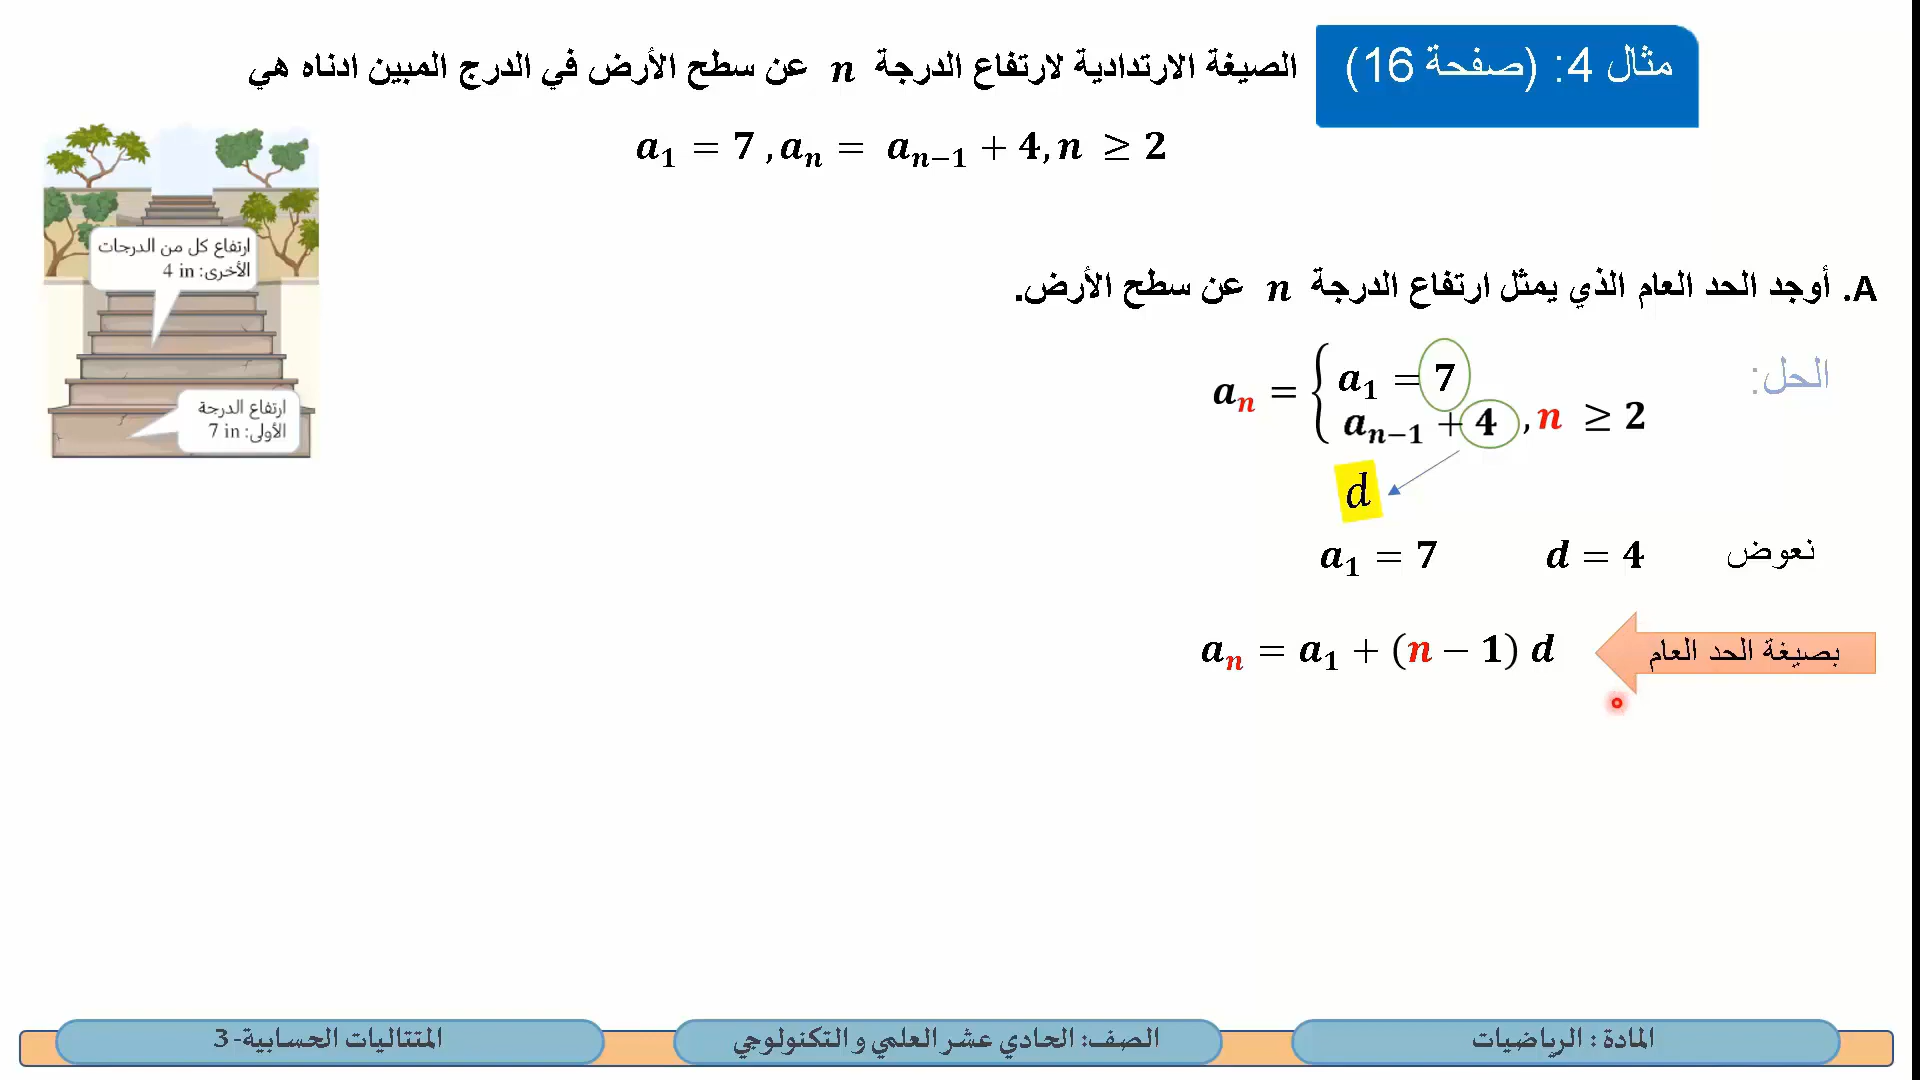 مثال 4: (صفحة 16)
الصيغة الارتدادية لارتفاع الدرجة n عن سطح الأرض في الدرج المبين ادناه هي
a₁ = 7 , aₙ = aₙ₋₁ + 4, n ≥ 2
ارتفاع كل من الدرجات
الأخرى: 4 in
ارتفاع الدرجة
الأولى: 7 in
A. أوجد الحد العام الذي يمثل ارتفاع الدرجة n عن سطح الأرض.
الحل:
aₙ = { a₁ = 7
aₙ₋₁ + 4 , n ≥ 2
d
نعوض d = 4 a₁ = 7
بصيغة الحد العام aₙ = a₁ + (n − 1) d
المادة : الرياضيات
الصف: الحادي عشر العلمي و التكنولوجي
المتتاليات الحسابية- 3